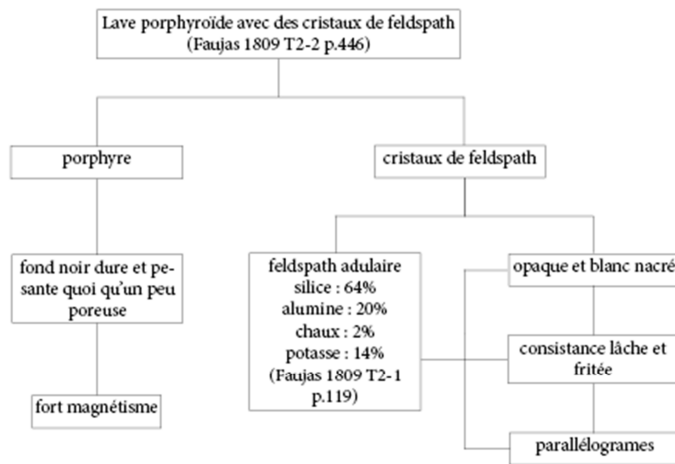 Lave porphyroïde avec des cristaux de feldspath
(Faujas 1809 T2-2 p.446)
porphyre
cristaux de feldspath
fond noir dure et pe-
sante quoi qu'un peu
poreuse
fort magnétisme
feldspath adulaire
silice : 64%
alumine : 20%
chaux : 2%
potasse : 14%
(Faujas 1809 T2-1
p.119)
opaque et blanc nacré
consistance lâche et
fritée
parallélogrames